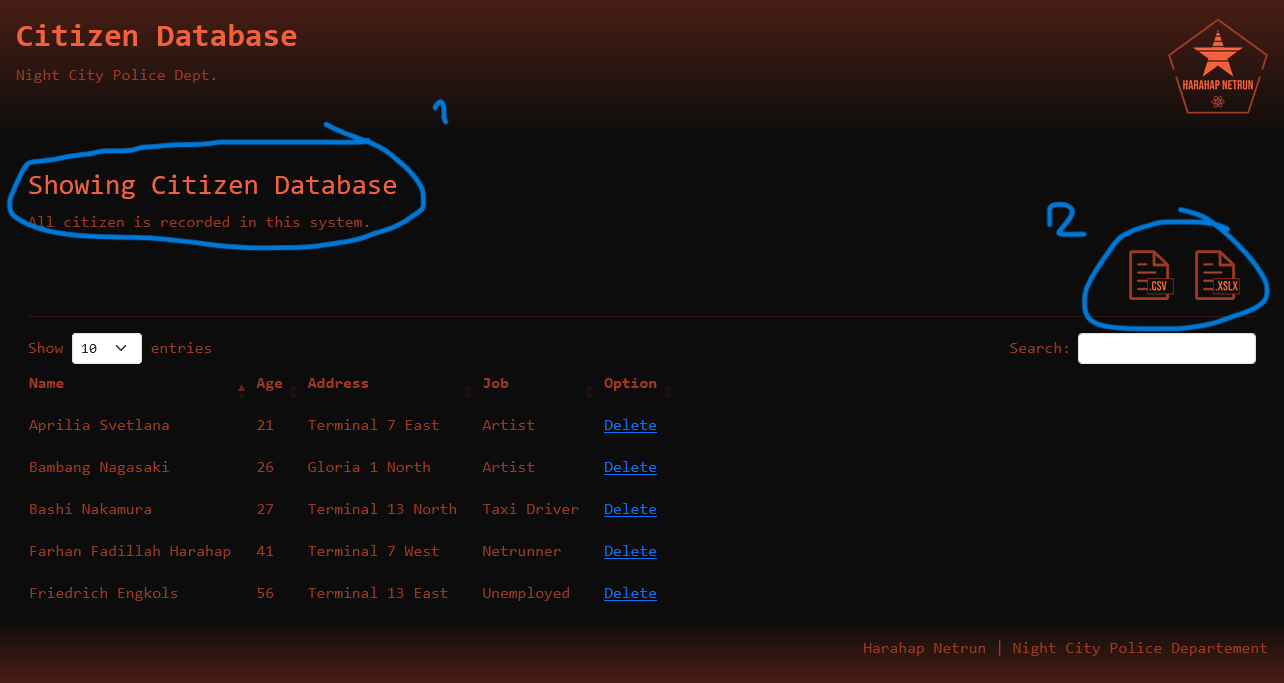 Citizen Database
Night City Police Dept.
HARAHAP NETRUN
1
Showing Citizen Database
All citizen is recorded in this system.
2
.CSV .XSLX
Show 10 entries Search:
Name Age Address Job Option
Aprilia Svetlana 21 Terminal 7 East Artist Delete
Bambang Nagasaki 26 Gloria 1 North Artist Delete
Bashi Nakamura 27 Terminal 13 North Taxi Driver Delete
Farhan Fadillah Harahap 41 Terminal 7 West Netrunner Delete
Friedrich Engkols 56 Terminal 13 East Unemployed Delete
Harahap Netrun | Night City Police Departement